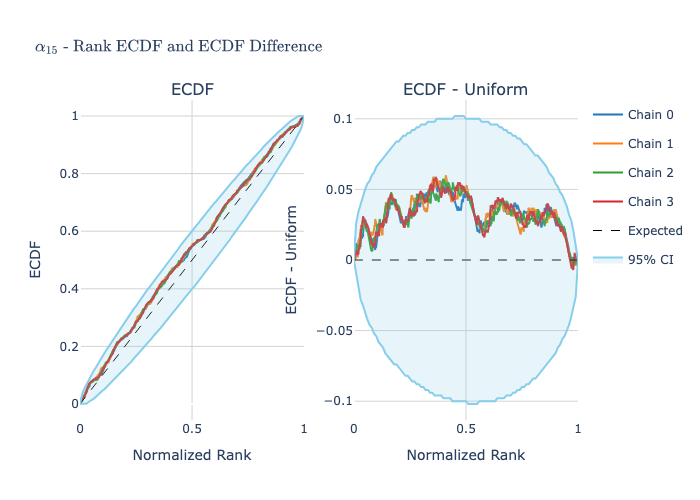 α15 - Rank ECDF and ECDF Difference
ECDF
ECDF - Uniform
1
0.8
0.6
0.4
0.2
0
0
0.5
1
ECDF
Normalized Rank
0.1
0.05
0
−0.05
−0.1
0
0.5
1
ECDF - Uniform
Normalized Rank
Chain 0
Chain 1
Chain 2
Chain 3
Expected
95% CI